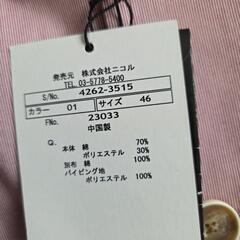 発売元 株式会社ニコル
TEL.03-5778-5400
S/No. 4262-3515
カラー 01 サイズ 46
FNo. 23033
中国製
Q.
本体 綿 70%
ポリエステル 30%
別布 綿 100%
パイピング地
ポリエステル 100%